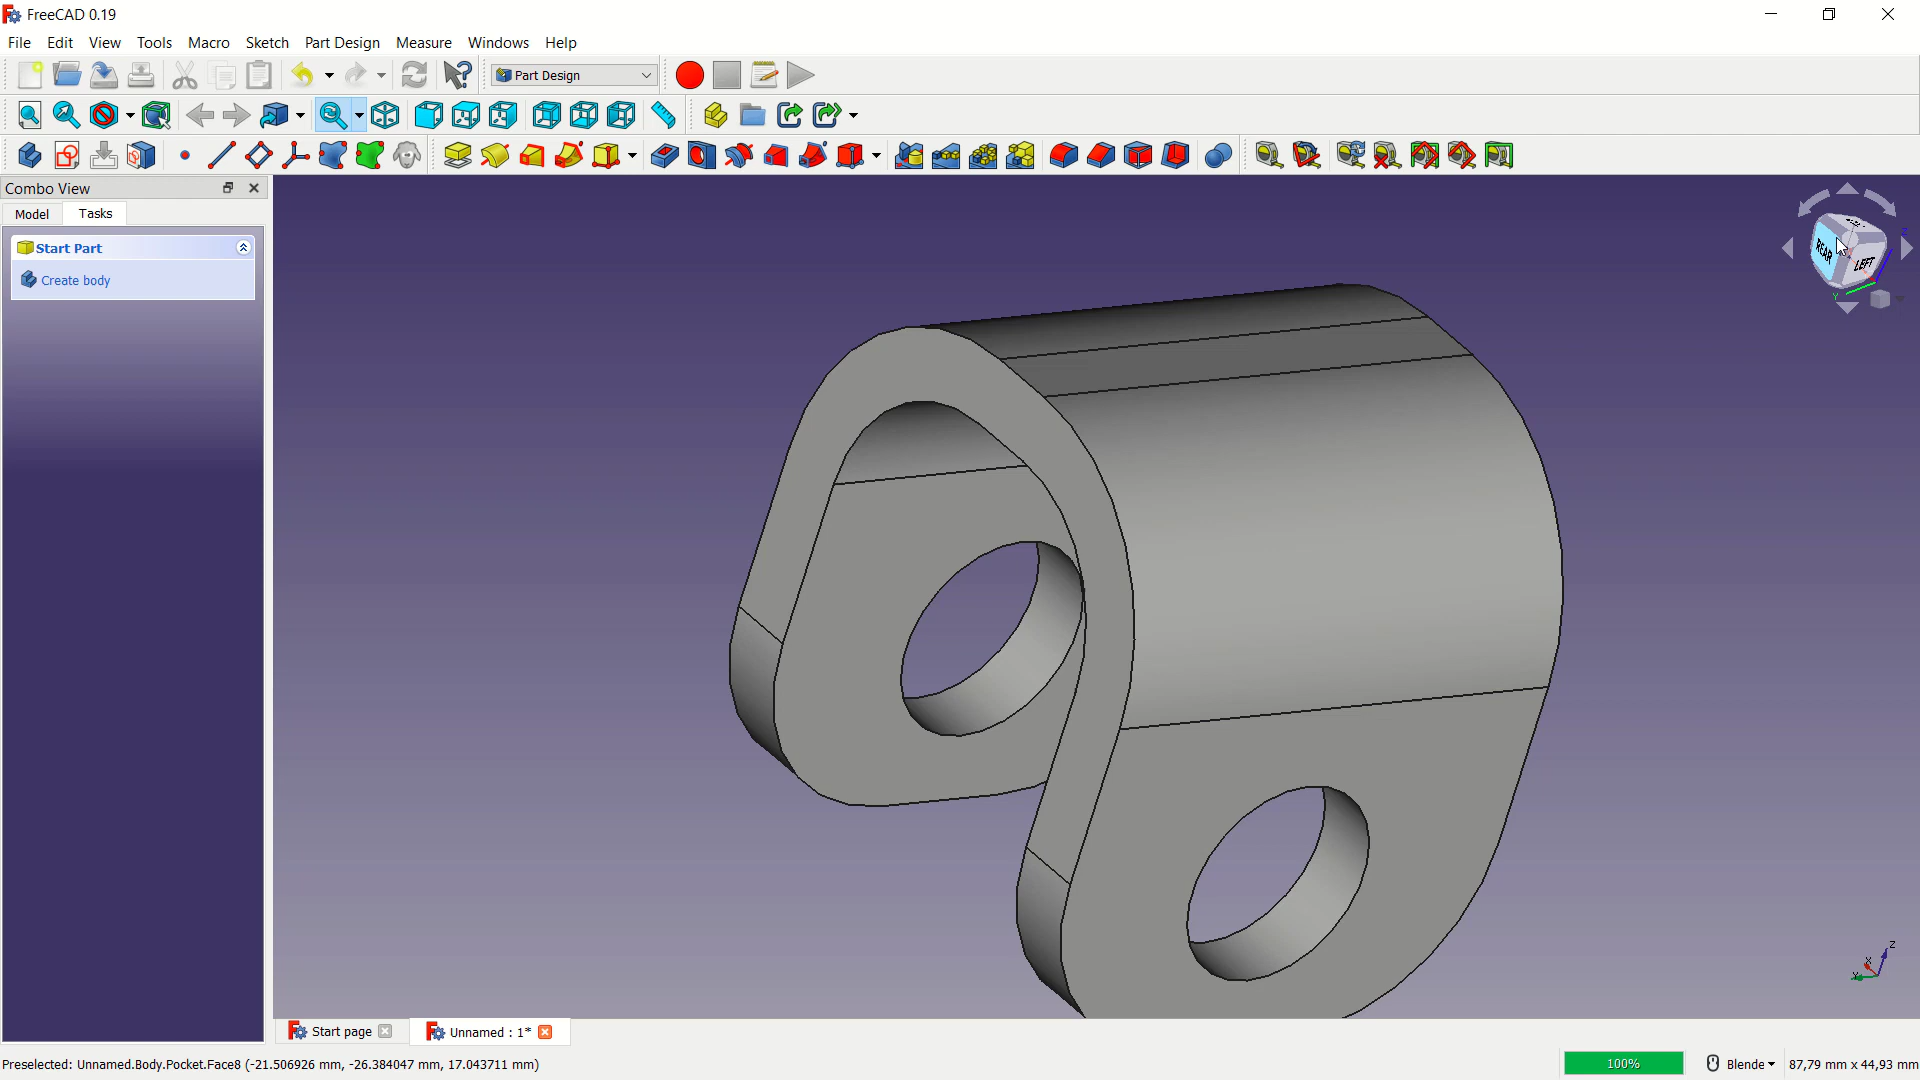 FreeCAD 0.19
File Edit View Tools Macro Sketch Part Design Measure Windows Help
Part Design
Combo View
Model Tasks
Start Part
Create body
REAR
LEFT
Z
Y
Z
X
Y
Start page
Unnamed : 1*
Preselected: Unnamed.Body.Pocket.Face8 (-21.506926 mm, -26.384047 mm, 17.043711 mm)
100%
Blende
87,79 mm x 44,93 mm